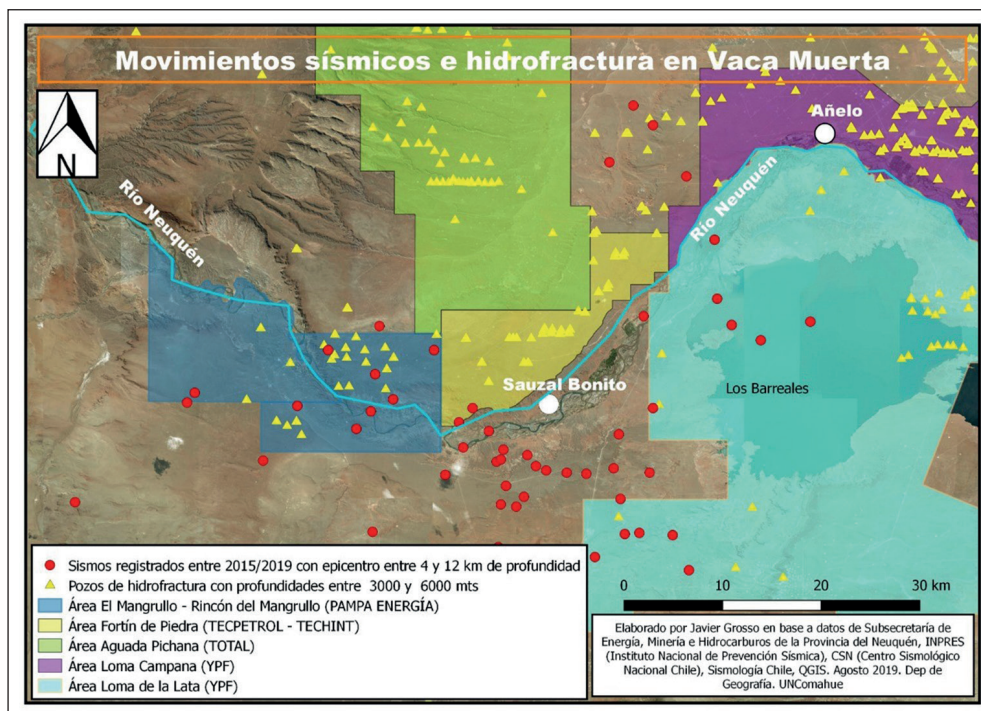 Movimientos sísmicos e hidrofractura en Vaca Muerta
N
Añelo
Río Neuquén
Río Neuquén
Sauzal Bonito
Los Barreales
Sismos registrados entre 2015/2019 con epicentro entre 4 y 12 km de profundidad
Pozos de hidrofractura con profundidades entre 3000 y 6000 mts
Área El Mangrullo - Rincón del Mangrullo (PAMPA ENERGÍA)
Área Fortín de Piedra (TECPETROL - TECHINT)
Área Aguada Pichana (TOTAL)
Área Loma Campana (YPF)
Área Loma de la Lata (YPF)
0 10 20 30 km
Elaborado por Javier Grosso en base a datos de Subsecretaría de
Energía, Minería e Hidrocarburos de la Provincia del Neuquén, INPRES
(Instituto Nacional de Prevención Sísmica), CSN (Centro Sismológico
Nacional Chile), Sismología Chile, QGIS. Agosto 2019. Dep de
Geografía. UNComahue